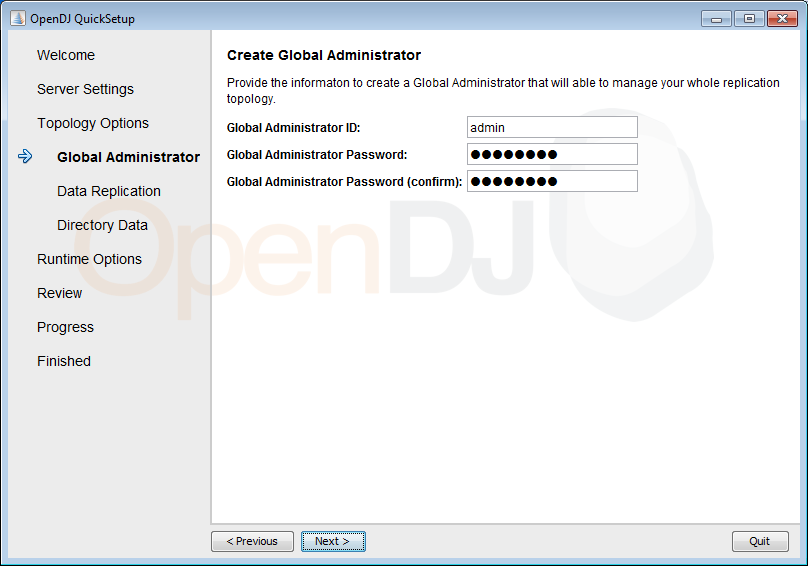 OpenDJ QuickSetup
Welcome
Server Settings
Topology Options
Global Administrator
Data Replication
Directory Data
Runtime Options
Review
Progress
Finished
Create Global Administrator
Provide the informaton to create a Global Administrator that will able to manage your whole replication
topology.
Global Administrator ID:
admin
Global Administrator Password:
●●●●●●●●
Global Administrator Password (confirm):
●●●●●●●●
OpenDJ
< Previous
Next >
Quit